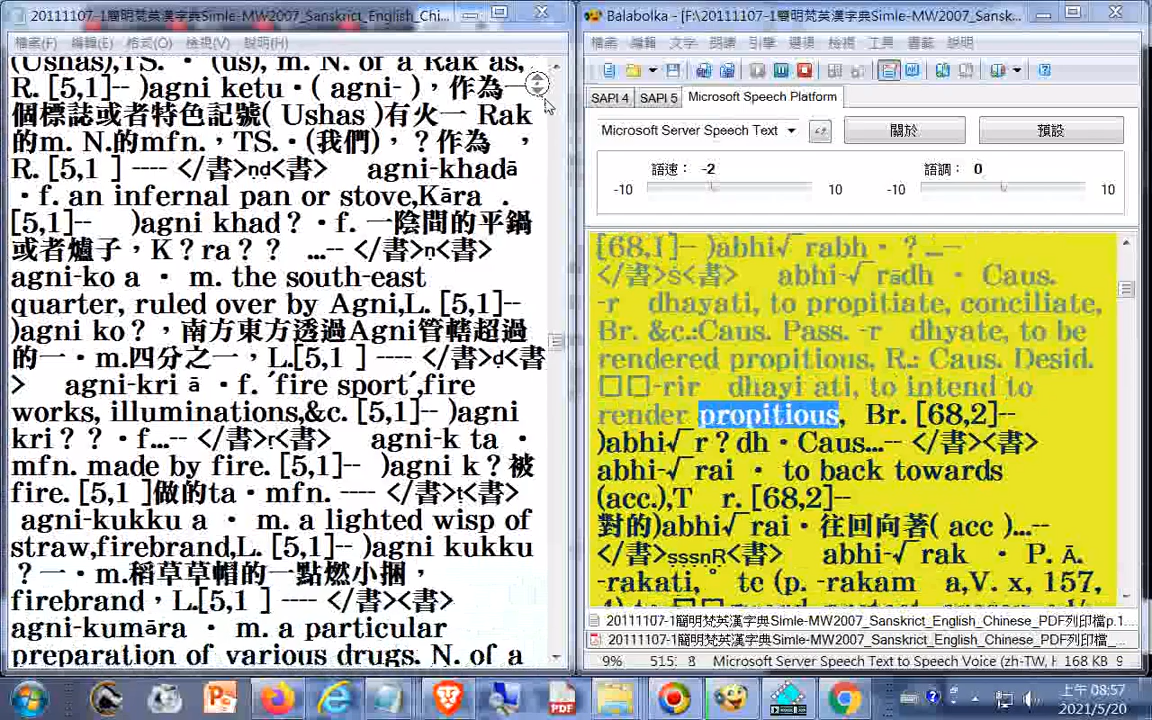 20111107-1簡明梵英漢字典Simle-MW2007_Sanskrict_English_Chi...
檔案(F) 編輯(E) 格式(O) 檢視(V) 說明(H)
(Ushas),TS. • (us), m. N. of a Rak as,
R. [5,1]-- )agni ketu•( agni- )，作為一
個標誌或者特色記號( Ushas )有火一 Rak
的m. N.的mfn.，TS.•(我們)，？作為 ，
R. [5,1 ] ---- </書>ṇḍ<書> agni-khadā
•f. an infernal pan or stove,Kāra .
[5,1]-- )agni khad？•f. 一陰間的平鍋
或者爐子，K？ra？？ ...-- </書>ṇ<書>
agni-ko a • m. the south-east
quarter, ruled over by Agni,L. [5,1]--
)agni ko？，南方東方透過Agni管轄超過
的一•m.四分之一，L.[5,1 ] ---- </書>ḍ<書
> agni-kri ā •f. ′fire sport′,fire
works, illuminations,&c. [5,1]-- )agni
kri？？•f...-- </書>ṛ<書> agni-k ta •
mfn. made by fire. [5,1]-- )agni k？被
fire. [5,1 ]做的ta•mfn. ---- </書>ṭ<書>
agni-kukku a • m. a lighted wisp of
straw,firebrand,L. [5,1]-- )agni kukku
？一•m.稻草草帽的一點燃小捆，
firebrand，L.[5,1 ] ---- </書><書>
agni-kumāra • m. a particular
preparation of various drugs. N. of a
Balabolka - [F:\20111107-1簡明梵英漢字典Simle-MW2007_Sansk...
檔案 編輯 文字 朗讀 引擎 選項 檢視 工具 書籤 說明
SAPI 4 SAPI 5 Microsoft Speech Platform
Microsoft Server Speech Text 關於 預設
語速： -2 語調： 0
-10 10 -10 10
[68,1]-- )abhi√rabh•？...--
</書>ṡ<書> abhi-√rādh • Caus.
-r dhayati, to propitiate, conciliate,
Br. &c.:Caus. Pass. -r dhyate, to be
rendered propitious, R.: Caus. Desid.
□□-rir dhayi ati, to intend to
render propitious, Br. [68,2]--
)abhi√r？dh•Caus...-- </書><書>
abhi-√rai • to back towards
(acc.),T r. [68,2]--
對的)abhi√rai•往回向著( acc )...--
</書>ṣṣṣṇṚ<書> abhi-√rak • P. Ā.
-rakati, te (p. -rakam a,V. x, 157,
20111107-1簡明梵英漢字典Simle-MW2007_Sanskrict_English_Chinese_PDF列印檔p.1...
20111107-1簡明梵英漢字典Simle-MW2007_Sanskrict_English_Chinese_PDF列印檔_...
9% 515 8 Microsoft Server Speech Text to Speech Voice (zh-TW, H 168 KB 9
上午 08:57
2021/5/20